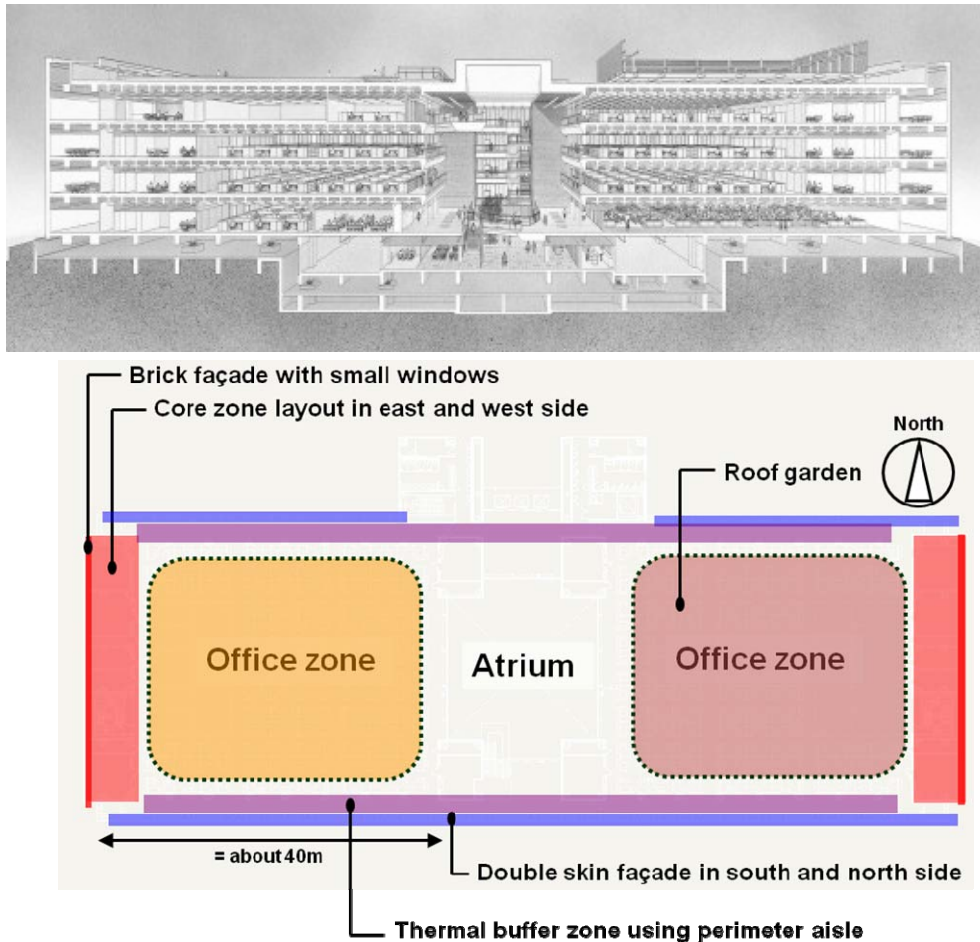 Brick façade with small windows
Core zone layout in east and west side
North
Roof garden
Office zone
Atrium
Office zone
= about 40m
Double skin façade in south and north side
Thermal buffer zone using perimeter aisle